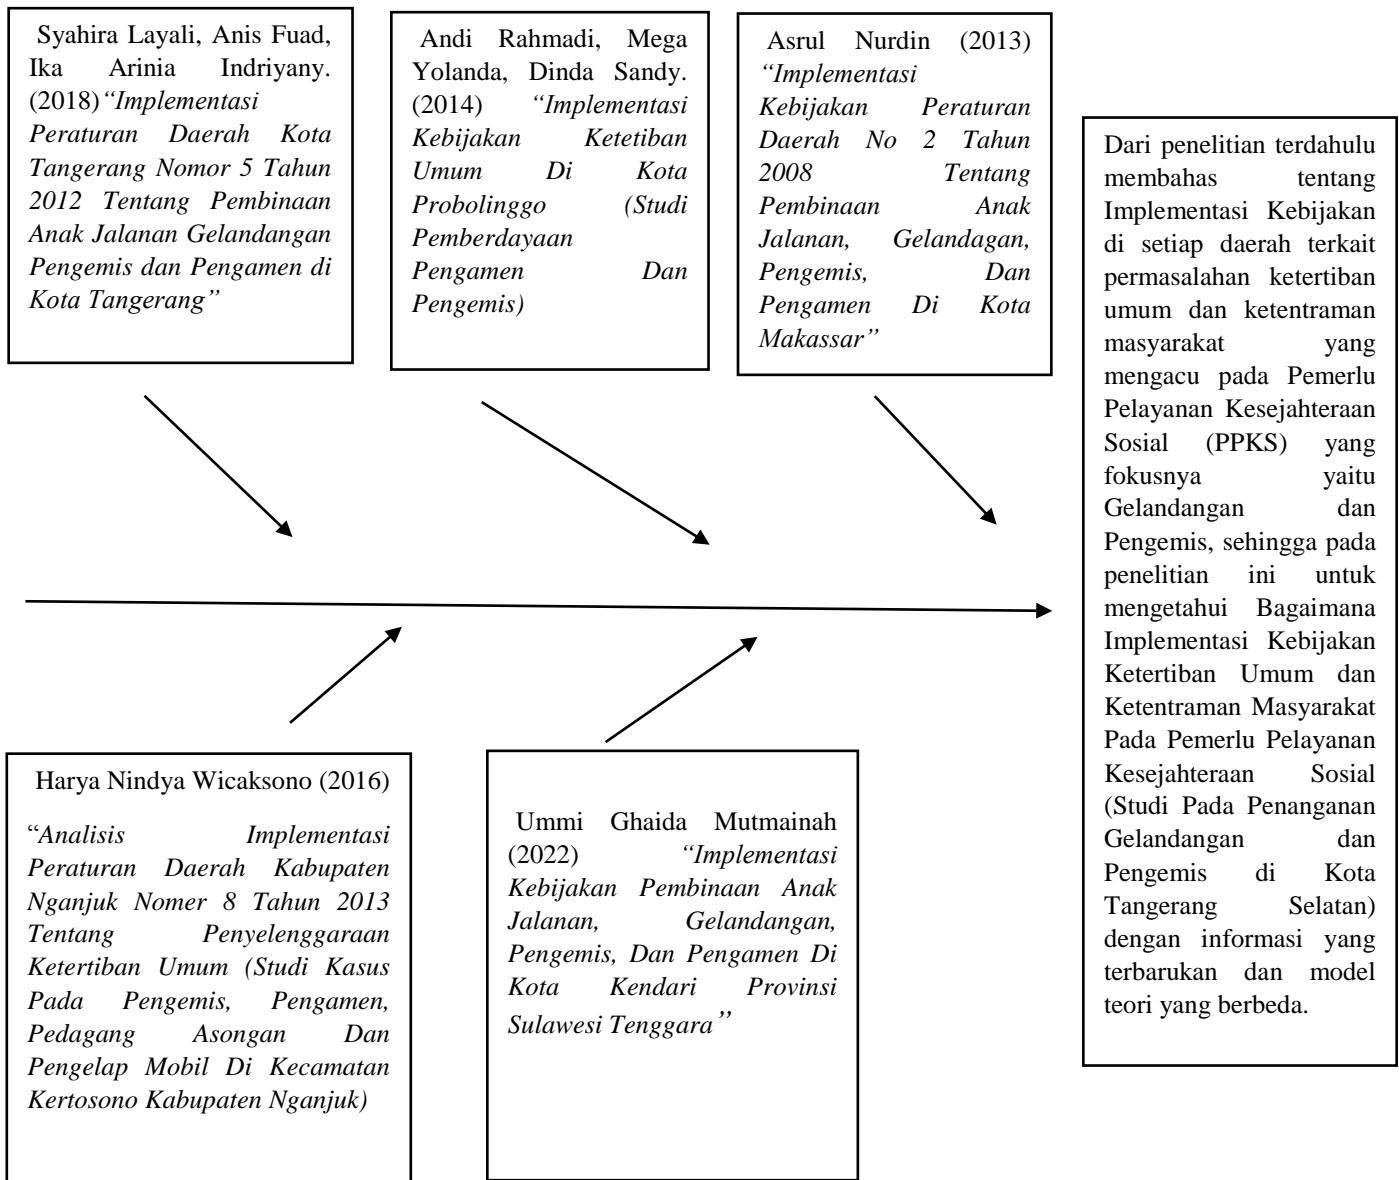 Syahira Layali, Anis Fuad,
Ika Arinia Indriyany.
(2018)“Implementasi
Peraturan Daerah Kota
Tangerang Nomor 5 Tahun
2012 Tentang Pembinaan
Anak Jalanan Gelandangan
Pengemis dan Pengamen di
Kota Tangerang”
Andi Rahmadi, Mega
Yolanda, Dinda Sandy.
(2014) “Implementasi
Kebijakan Ketetiban
Umum Di Kota
Probolinggo (Studi
Pemberdayaan
Pengamen Dan
Pengemis)
Asrul Nurdin (2013)
“Implementasi
Kebijakan Peraturan
Daerah No 2 Tahun
2008 Tentang
Pembinaan Anak
Jalanan, Gelandagan,
Pengemis, Dan
Pengamen Di Kota
Makassar”
Harya Nindya Wicaksono (2016)
“Analisis Implementasi
Peraturan Daerah Kabupaten
Nganjuk Nomer 8 Tahun 2013
Tentang Penyelenggaraan
Ketertiban Umum (Studi Kasus
Pada Pengemis, Pengamen,
Pedagang Asongan Dan
Pengelap Mobil Di Kecamatan
Kertosono Kabupaten Nganjuk)
Ummi Ghaida Mutmainah
(2022) “Implementasi
Kebijakan Pembinaan Anak
Jalanan, Gelandangan,
Pengemis, Dan Pengamen Di
Kota Kendari Provinsi
Sulawesi Tenggara”
Dari penelitian terdahulu
membahas tentang
Implementasi Kebijakan
di setiap daerah terkait
permasalahan ketertiban
umum dan ketentraman
masyarakat yang
mengacu pada Pemerlu
Pelayanan Kesejahteraan
Sosial (PPKS) yang
fokusnya yaitu
Gelandangan dan
Pengemis, sehingga pada
penelitian ini untuk
mengetahui Bagaimana
Implementasi Kebijakan
Ketertiban Umum dan
Ketentraman Masyarakat
Pada Pemerlu Pelayanan
Kesejahteraan Sosial
(Studi Pada Penanganan
Gelandangan dan
Pengemis di Kota
Tangerang Selatan)
dengan informasi yang
terbarukan dan model
teori yang berbeda.